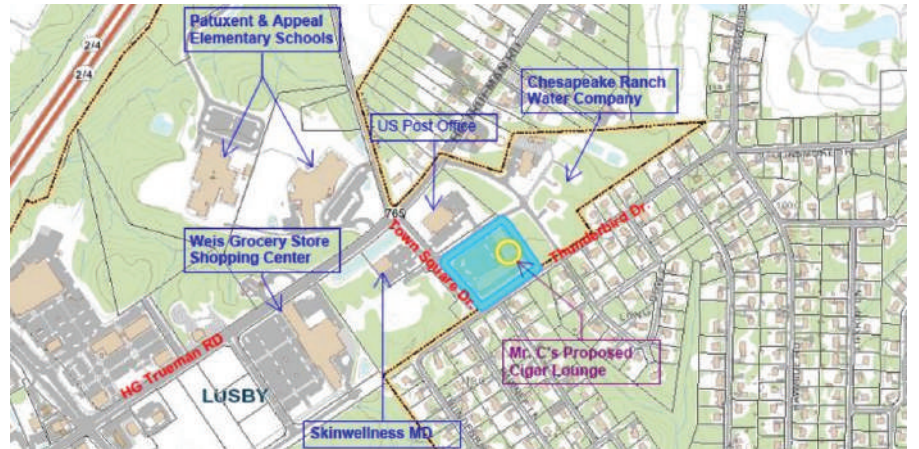 Patuxent & Appeal
Elementary Schools
2/4
2/4
Chesapeake Ranch
Water Company
US Post Office
765
Weis Grocery Store
Shopping Center
Town Square Dr.
Thunderbird Dr.
HG Trueman RD
Mr. C's Proposed
Cigar Lounge
LUSBY
Skinwellness MD